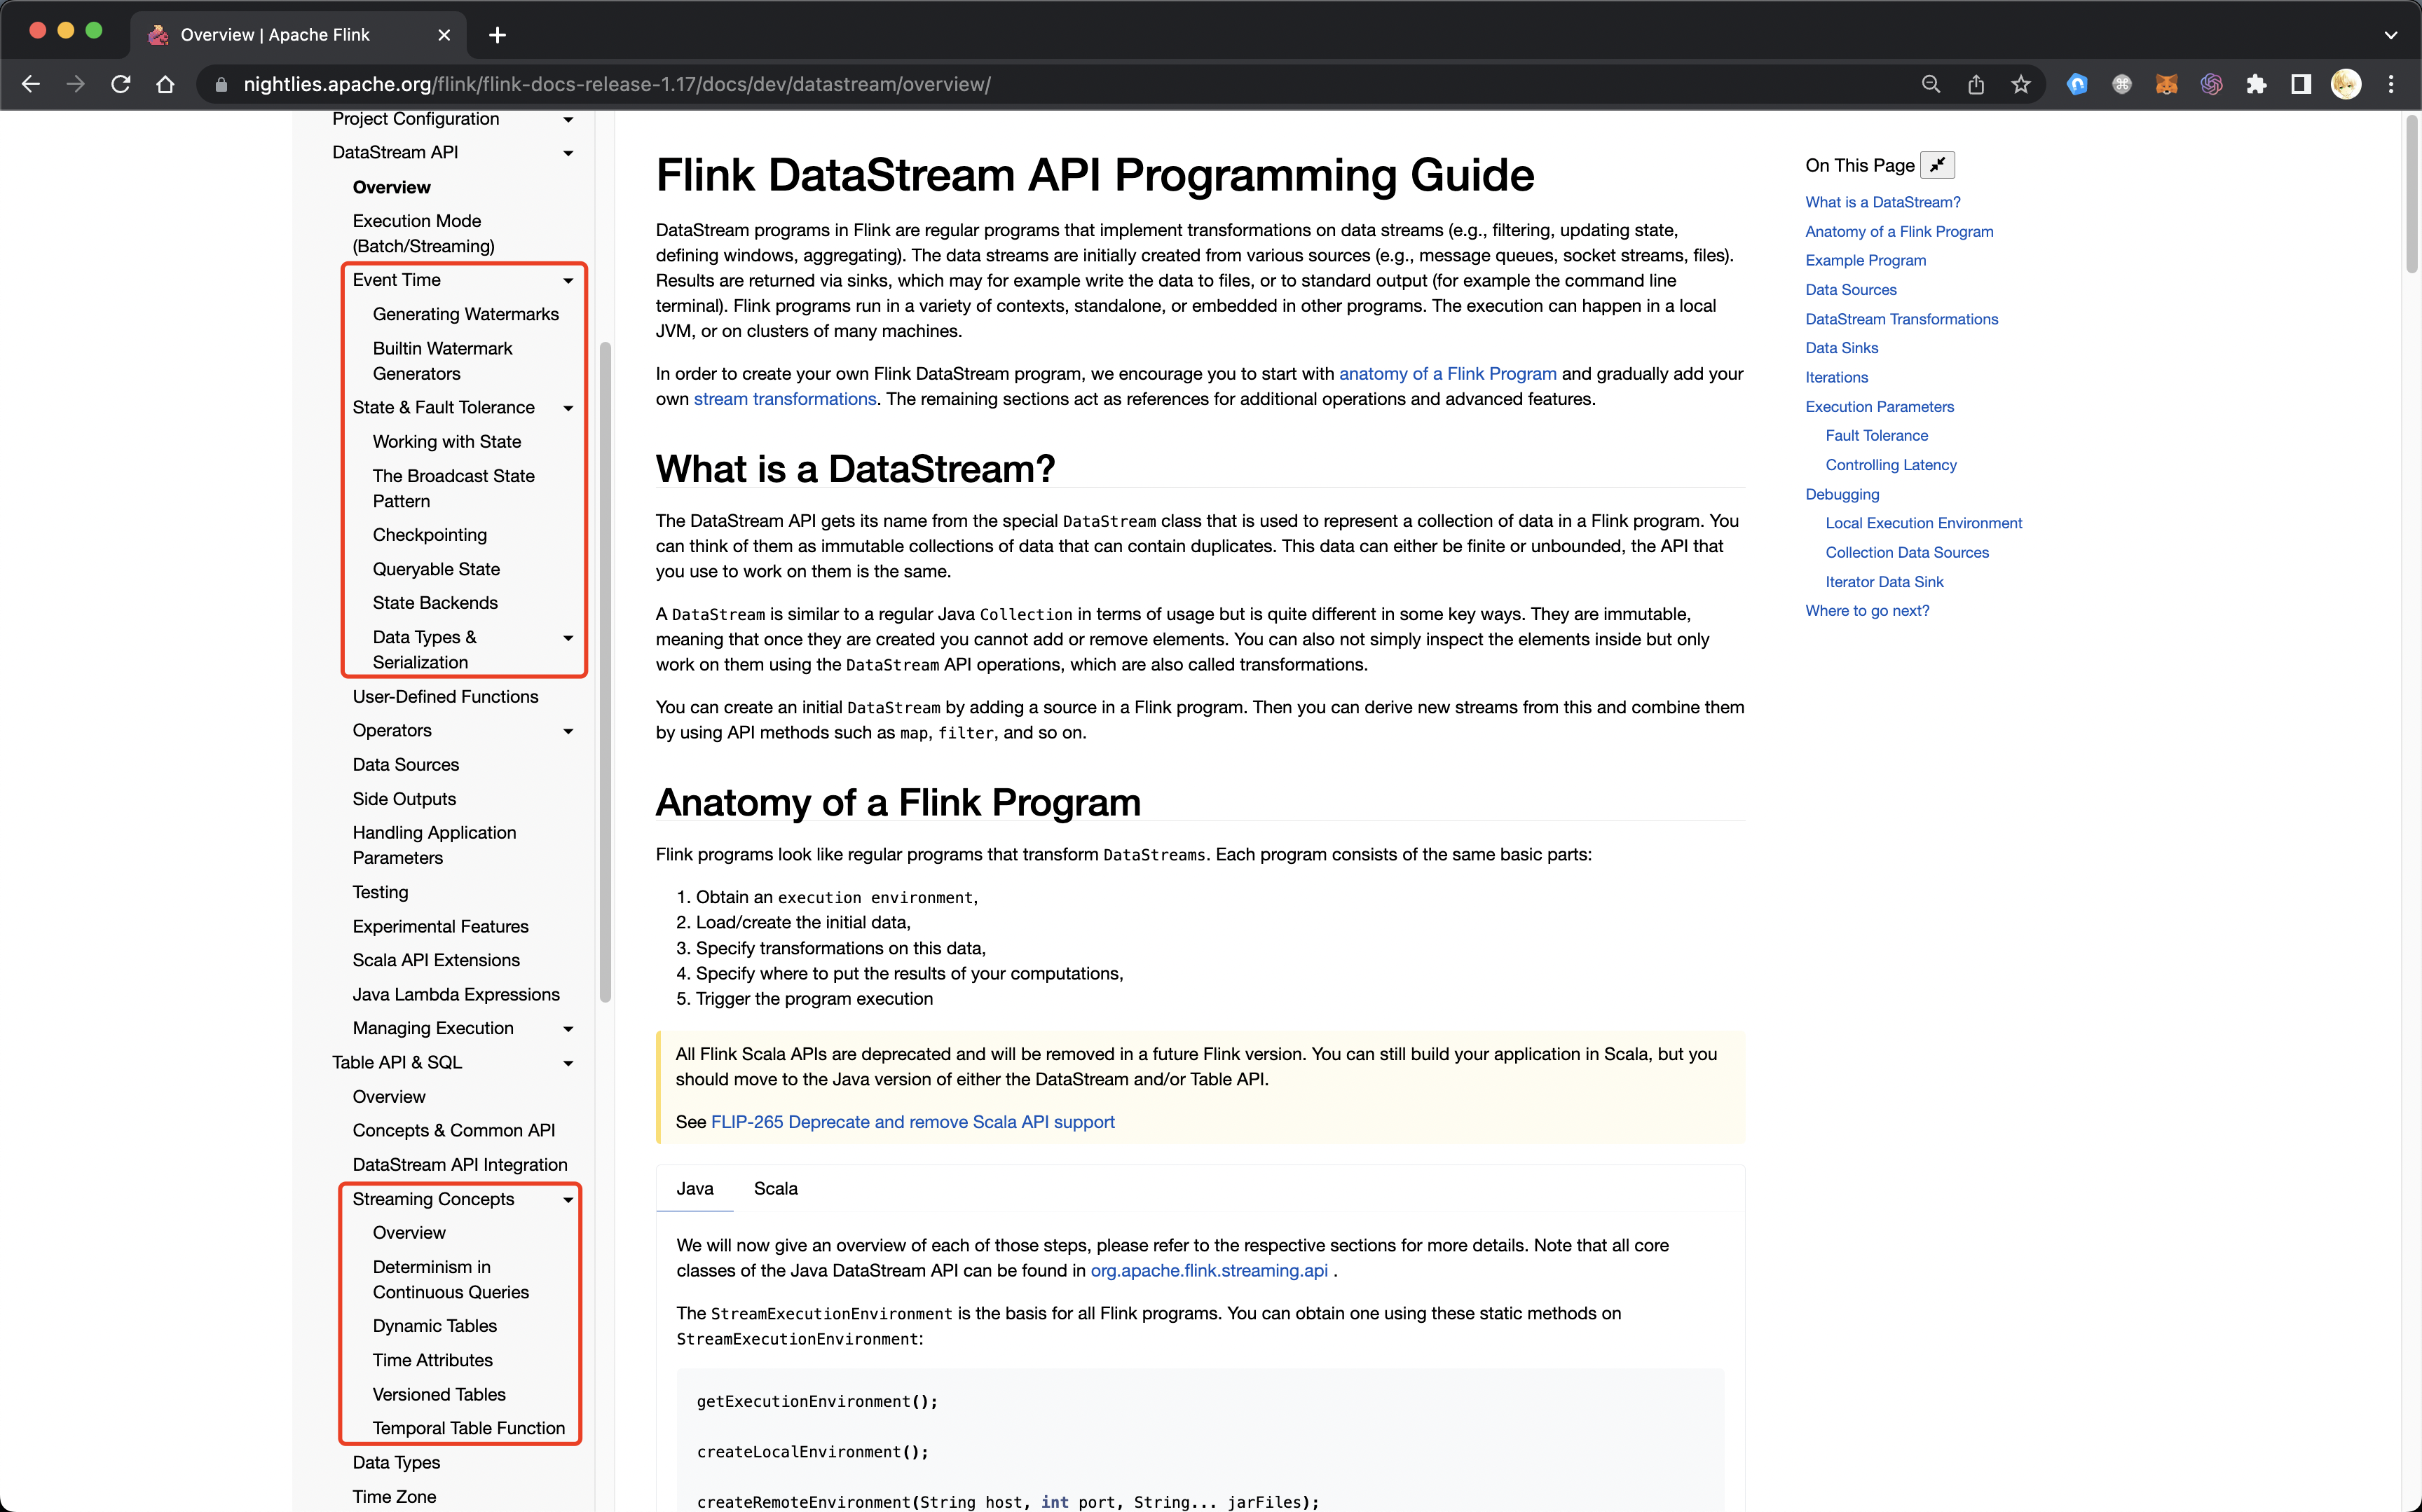 Overview | Apache Flink
nightlies.apache.org/flink/flink-docs-release-1.17/docs/dev/datastream/overview/
Project Configuration
DataStream API
Overview
Execution Mode
(Batch/Streaming)
Event Time
Generating Watermarks
Builtin Watermark
Generators
State & Fault Tolerance
Working with State
The Broadcast State
Pattern
Checkpointing
Queryable State
State Backends
Data Types &
Serialization
User-Defined Functions
Operators
Data Sources
Side Outputs
Handling Application
Parameters
Testing
Experimental Features
Scala API Extensions
Java Lambda Expressions
Managing Execution
Table API & SQL
Overview
Concepts & Common API
DataStream API Integration
Streaming Concepts
Overview
Determinism in
Continuous Queries
Dynamic Tables
Time Attributes
Versioned Tables
Temporal Table Function
Data Types
Time Zone
Flink DataStream API Programming Guide
DataStream programs in Flink are regular programs that implement transformations on data streams (e.g., filtering, updating state,
defining windows, aggregating). The data streams are initially created from various sources (e.g., message queues, socket streams, files).
Results are returned via sinks, which may for example write the data to files, or to standard output (for example the command line
terminal). Flink programs run in a variety of contexts, standalone, or embedded in other programs. The execution can happen in a local
JVM, or on clusters of many machines.
In order to create your own Flink DataStream program, we encourage you to start with anatomy of a Flink Program and gradually add your
own stream transformations. The remaining sections act as references for additional operations and advanced features.
What is a DataStream?
The DataStream API gets its name from the special DataStream class that is used to represent a collection of data in a Flink program. You
can think of them as immutable collections of data that can contain duplicates. This data can either be finite or unbounded, the API that
you use to work on them is the same.
A DataStream is similar to a regular Java Collection in terms of usage but is quite different in some key ways. They are immutable,
meaning that once they are created you cannot add or remove elements. You can also not simply inspect the elements inside but only
work on them using the DataStream API operations, which are also called transformations.
You can create an initial DataStream by adding a source in a Flink program. Then you can derive new streams from this and combine them
by using API methods such as map, filter, and so on.
Anatomy of a Flink Program
Flink programs look like regular programs that transform DataStreams. Each program consists of the same basic parts:
1. Obtain an execution environment,
2. Load/create the initial data,
3. Specify transformations on this data,
4. Specify where to put the results of your computations,
5. Trigger the program execution
All Flink Scala APIs are deprecated and will be removed in a future Flink version. You can still build your application in Scala, but you
should move to the Java version of either the DataStream and/or Table API.
See FLIP-265 Deprecate and remove Scala API support
Java Scala
We will now give an overview of each of those steps, please refer to the respective sections for more details. Note that all core
classes of the Java DataStream API can be found in org.apache.flink.streaming.api .
The StreamExecutionEnvironment is the basis for all Flink programs. You can obtain one using these static methods on
StreamExecutionEnvironment:
getExecutionEnvironment();
createLocalEnvironment();
createRemoteEnvironment(String host, int port, String... jarFiles);
On This Page
What is a DataStream?
Anatomy of a Flink Program
Example Program
Data Sources
DataStream Transformations
Data Sinks
Iterations
Execution Parameters
Fault Tolerance
Controlling Latency
Debugging
Local Execution Environment
Collection Data Sources
Iterator Data Sink
Where to go next?